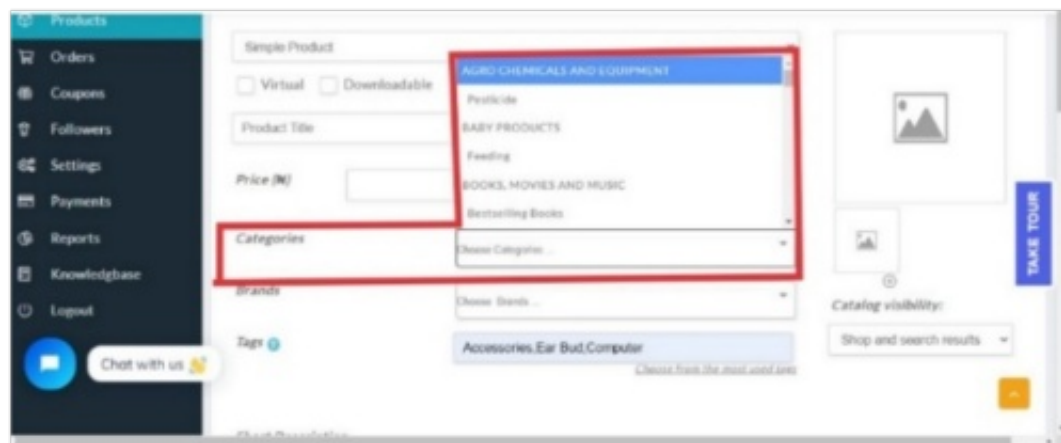 Products
Orders
Coupons
Followers
Settings
Payments
Reports
Knowledgbase
Logout
Chat with us 👋
Simple Product
Virtual Downloadable
Product Title
Price (₦)
AGRO CHEMICALS AND EQUIPMENT
Pesticide
BABY PRODUCTS
Feeding
BOOKS, MOVIES AND MUSIC
Bestselling Books
Categories
Choose Categories ...
Brands
Choose Brands ...
Tags
Accessories,Ear Bud,Computer
Choose from the most used tags
Short Description
TAKE TOUR
Catalog visibility:
Shop and search results